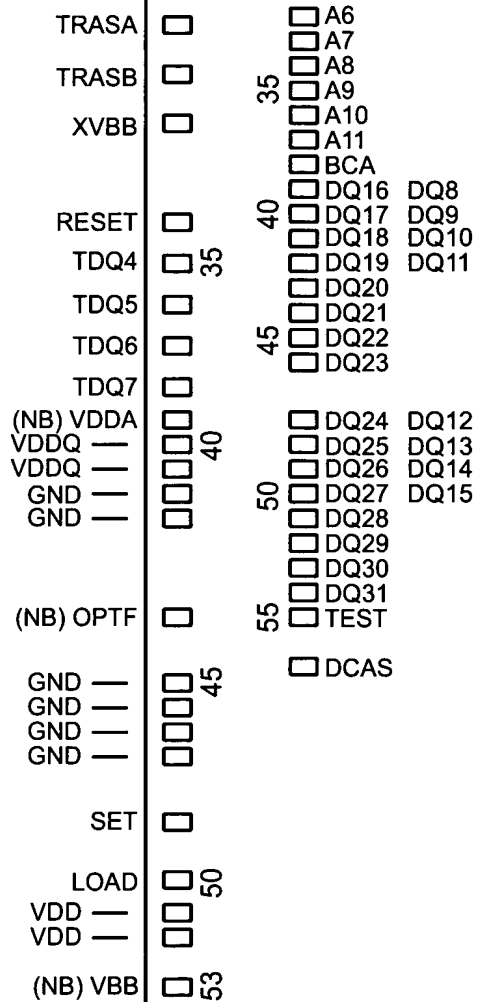 TRASA
TRASB
XVBB
RESET
TDQ4 35
TDQ5
TDQ6
TDQ7
(NB) VDDA
VDDQ — 40
VDDQ —
GND —
GND —
(NB) OPTF
GND — 45
GND —
GND —
GND —
SET
LOAD 50
VDD —
VDD —
(NB) VBB 53
A6
A7
A8
35 A9
A10
A11
BCA
DQ16 DQ8
40 DQ17 DQ9
DQ18 DQ10
DQ19 DQ11
DQ20
DQ21
45 DQ22
DQ23
DQ24 DQ12
DQ25 DQ13
DQ26 DQ14
50 DQ27 DQ15
DQ28
DQ29
DQ30
DQ31
55 TEST
DCAS